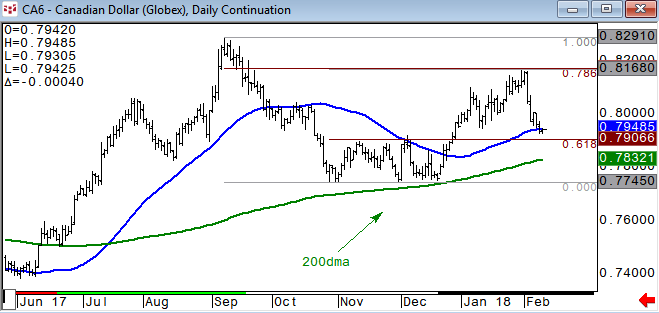 CA6 - Canadian Dollar (Globex), Daily Continuation
O=0.79420
H=0.79485
L=0.79305
L=0.79425
Δ=-0.00040
1.000
0.786
0.618
0.000
0.82910
0.81680
0.80000
0.79485
0.79066
0.78321
0.77450
0.76000
0.74000
200dma
Jun 17 Jul Aug Sep Oct Nov Dec Jan 18 Feb